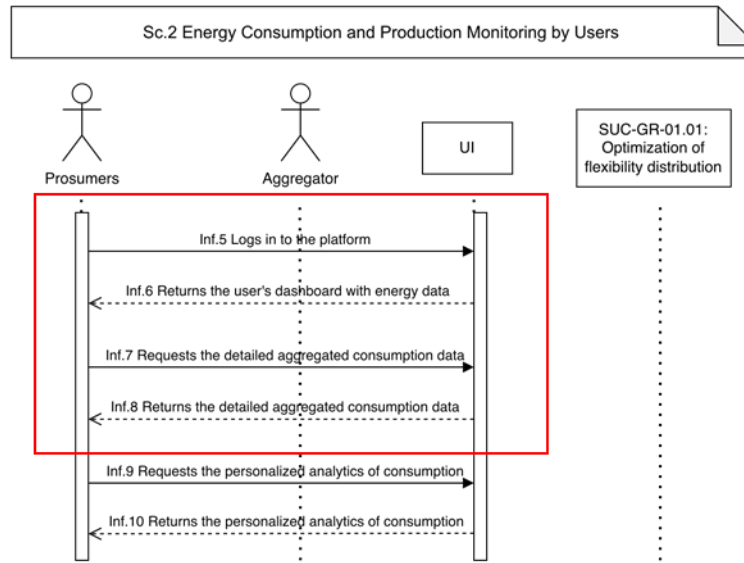 Sc.2 Energy Consumption and Production Monitoring by Users
Prosumers
Aggregator
UI
SUC-GR-01.01:
Optimization of
flexibility distribution
Inf.5 Logs in to the platform
Inf.6 Returns the user's dashboard with energy data
Inf.7 Requests the detailed aggregated consumption data
Inf.8 Returns the detailed aggregated consumption data
Inf.9 Requests the personalized analytics of consumption
Inf.10 Returns the personalized analytics of consumption